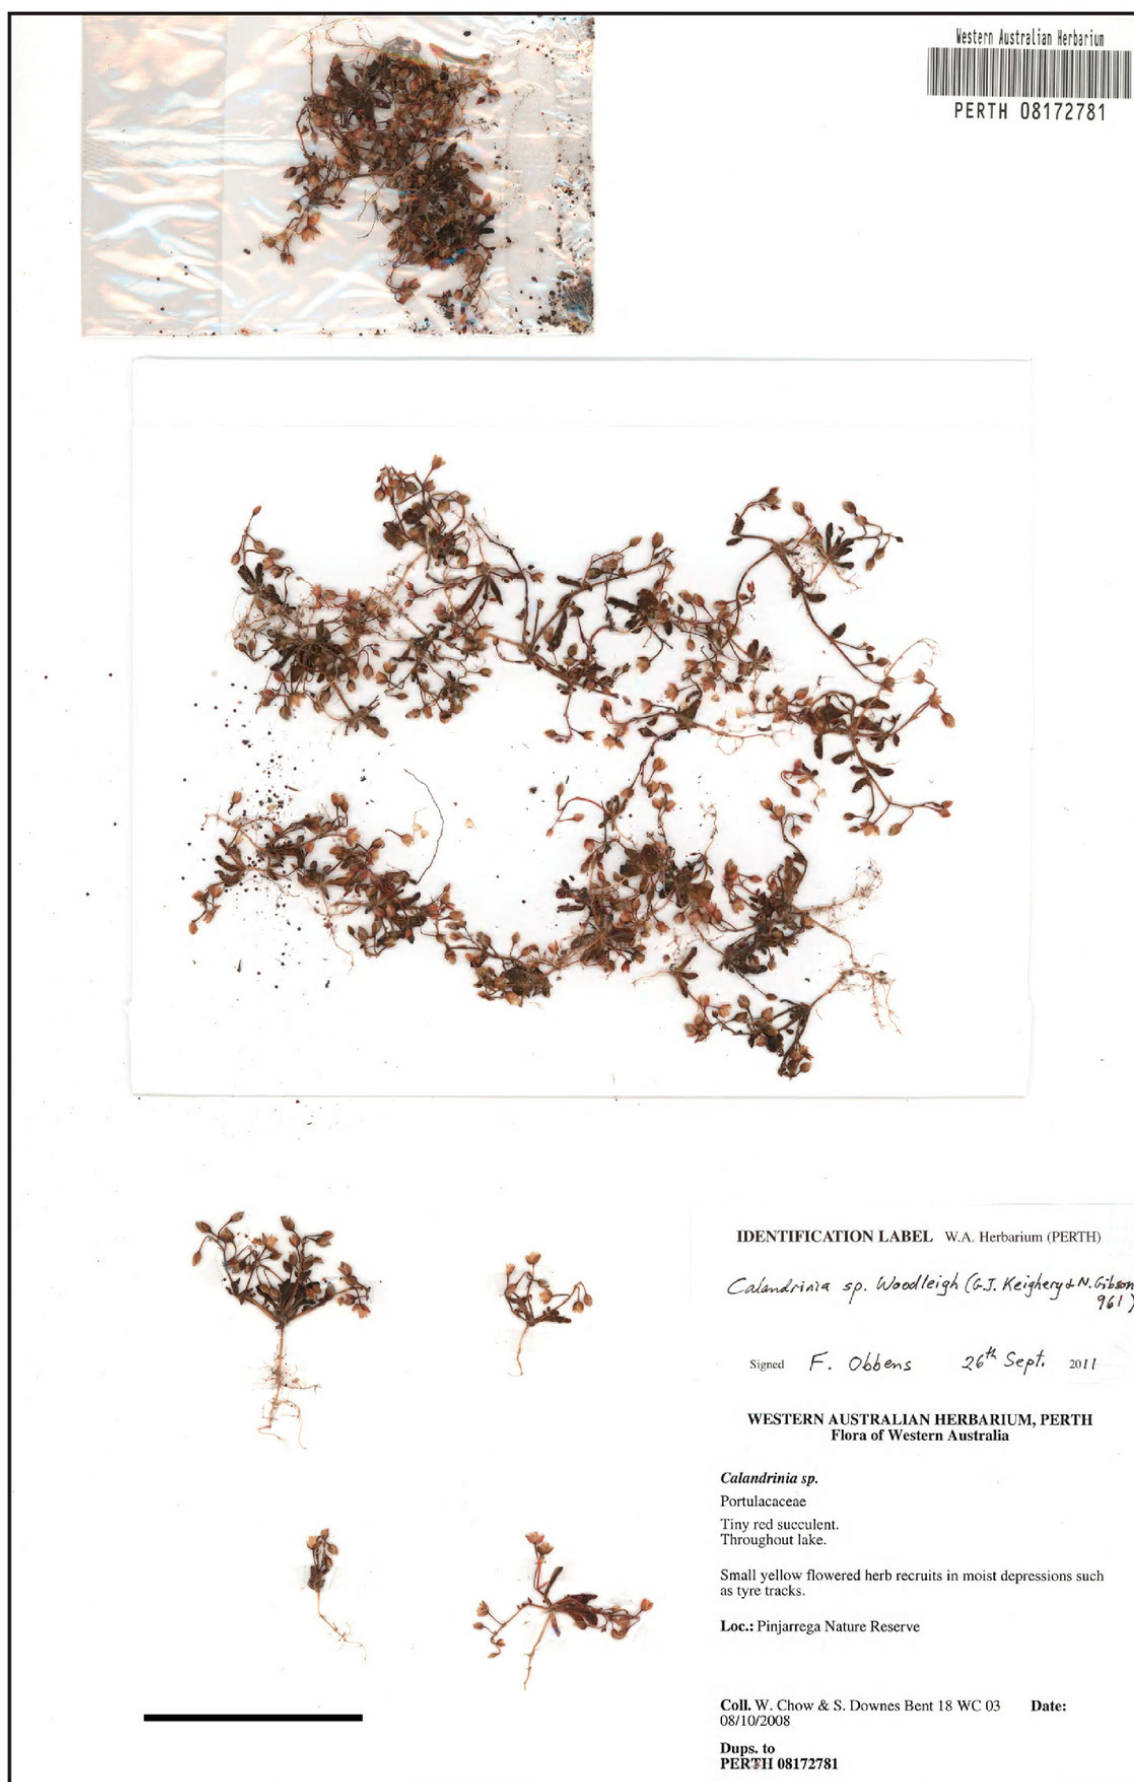 Western Australian Herbarium
PERTH 08172781
IDENTIFICATION LABEL W.A. Herbarium (PERTH)
Calandrinia sp. Woodleigh (G.J. Keighery & N. Gibson
961)
Signed F. Obbens 26th Sept. 2011
WESTERN AUSTRALIAN HERBARIUM, PERTH
Flora of Western Australia
Calandrinia sp.
Portulacaceae
Tiny red succulent.
Throughout lake.
Small yellow flowered herb recruits in moist depressions such
as tyre tracks.
Loc.: Pinjarrega Nature Reserve
Coll. W. Chow & S. Downes Bent 18 WC 03 Date:
08/10/2008
Dups. to
PERTH 08172781